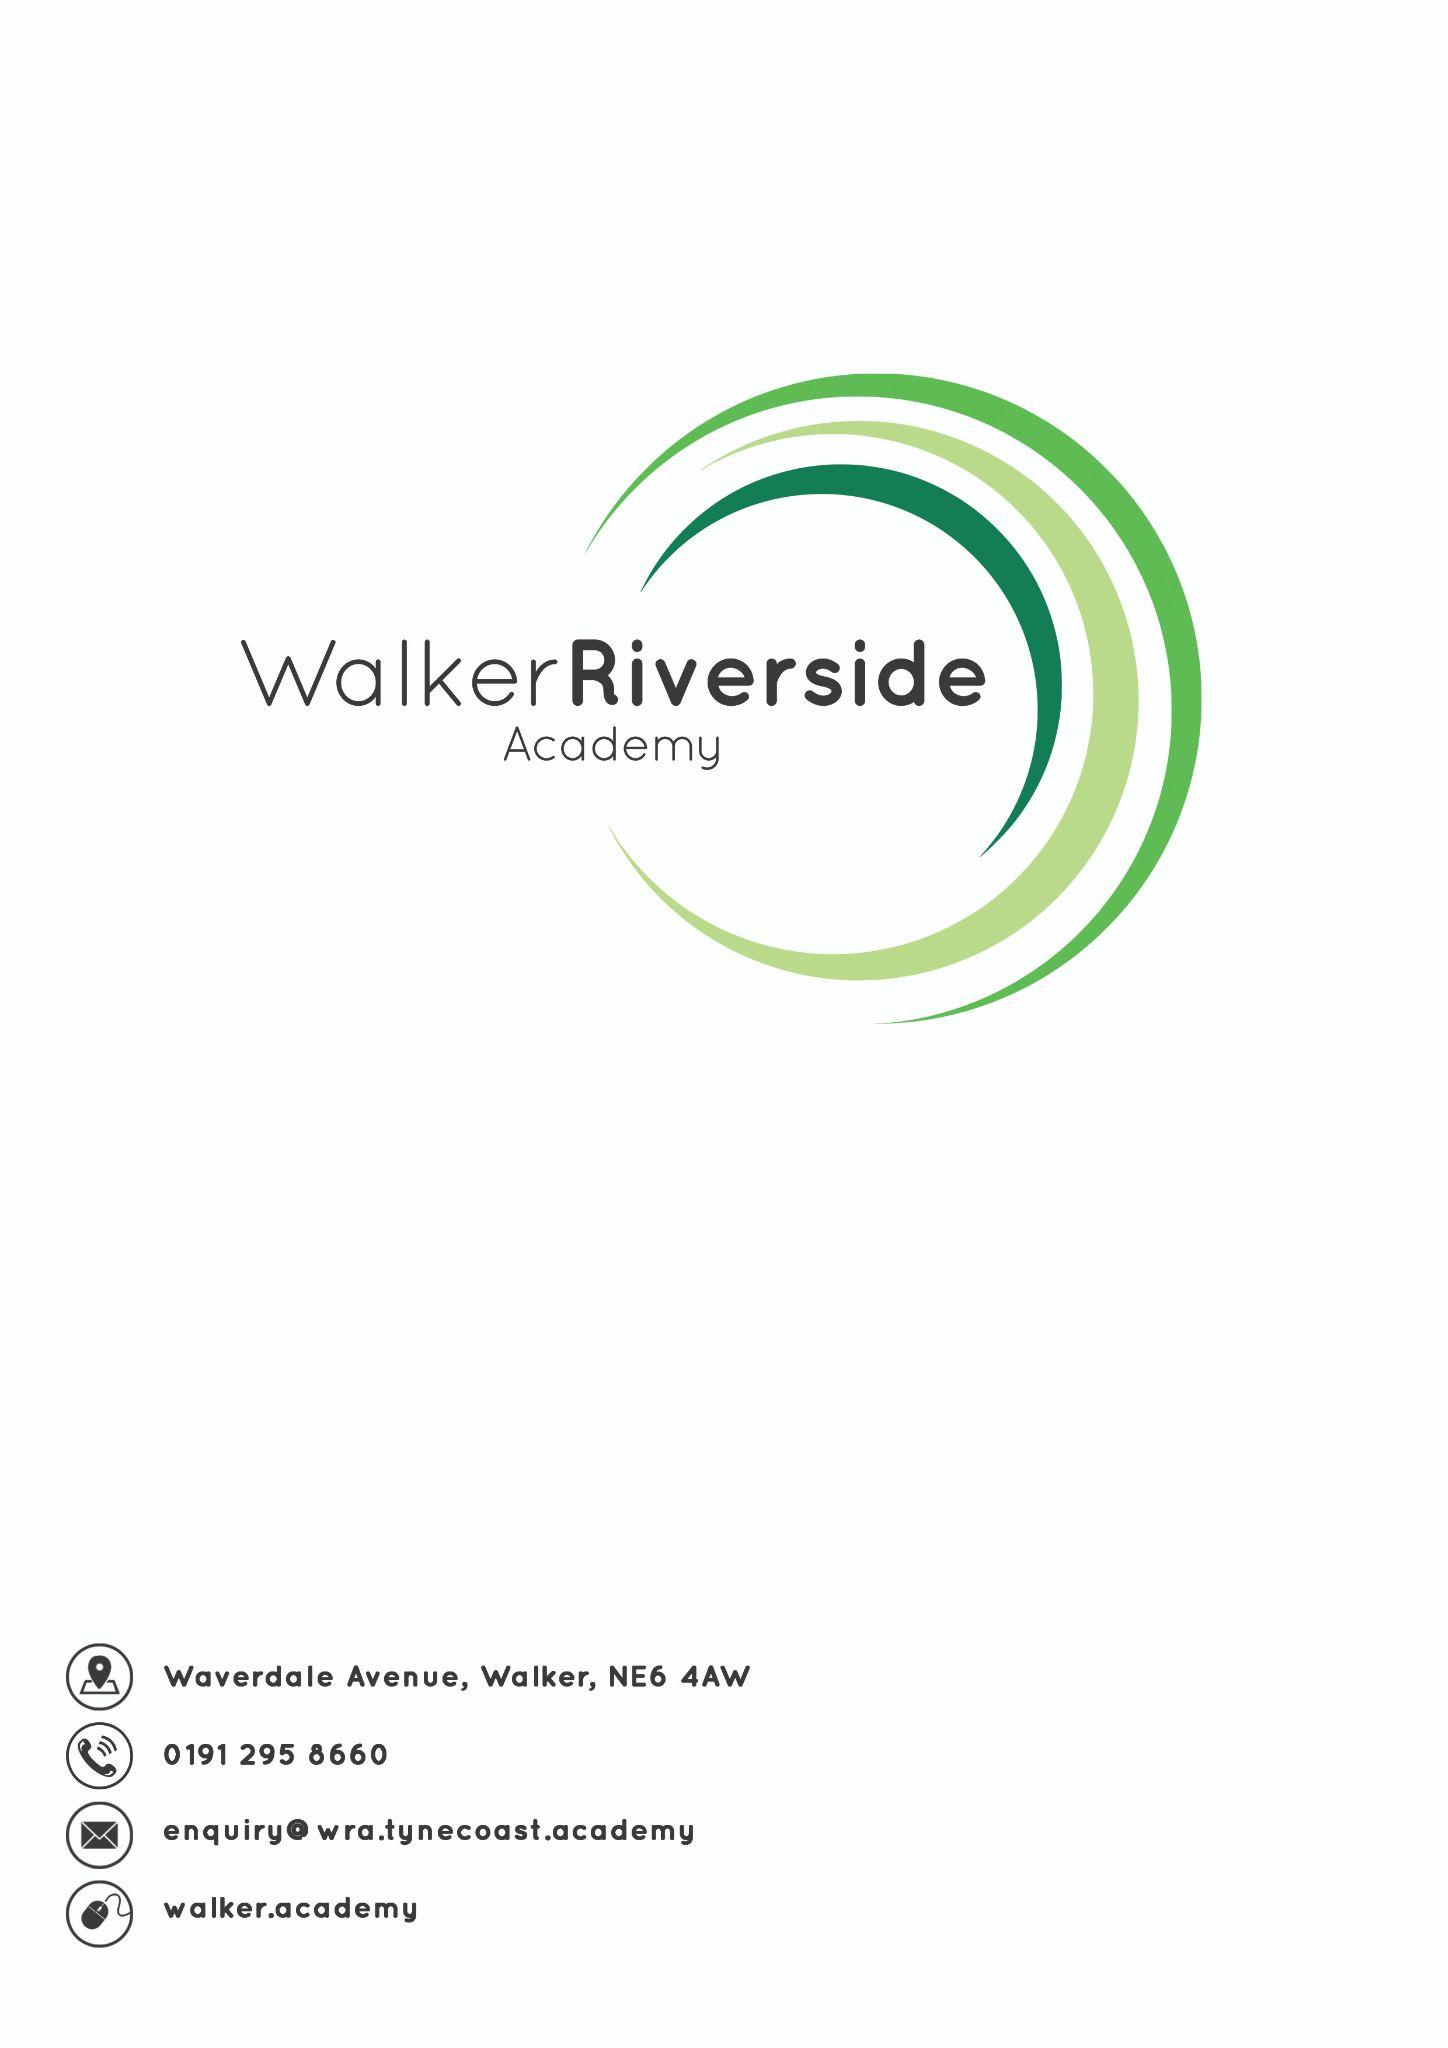 WalkerRiverside
Academy
Waverdale Avenue, Walker, NE6 4AW
0191 295 8660
enquiry@wra.tynecoast.academy
walker.academy